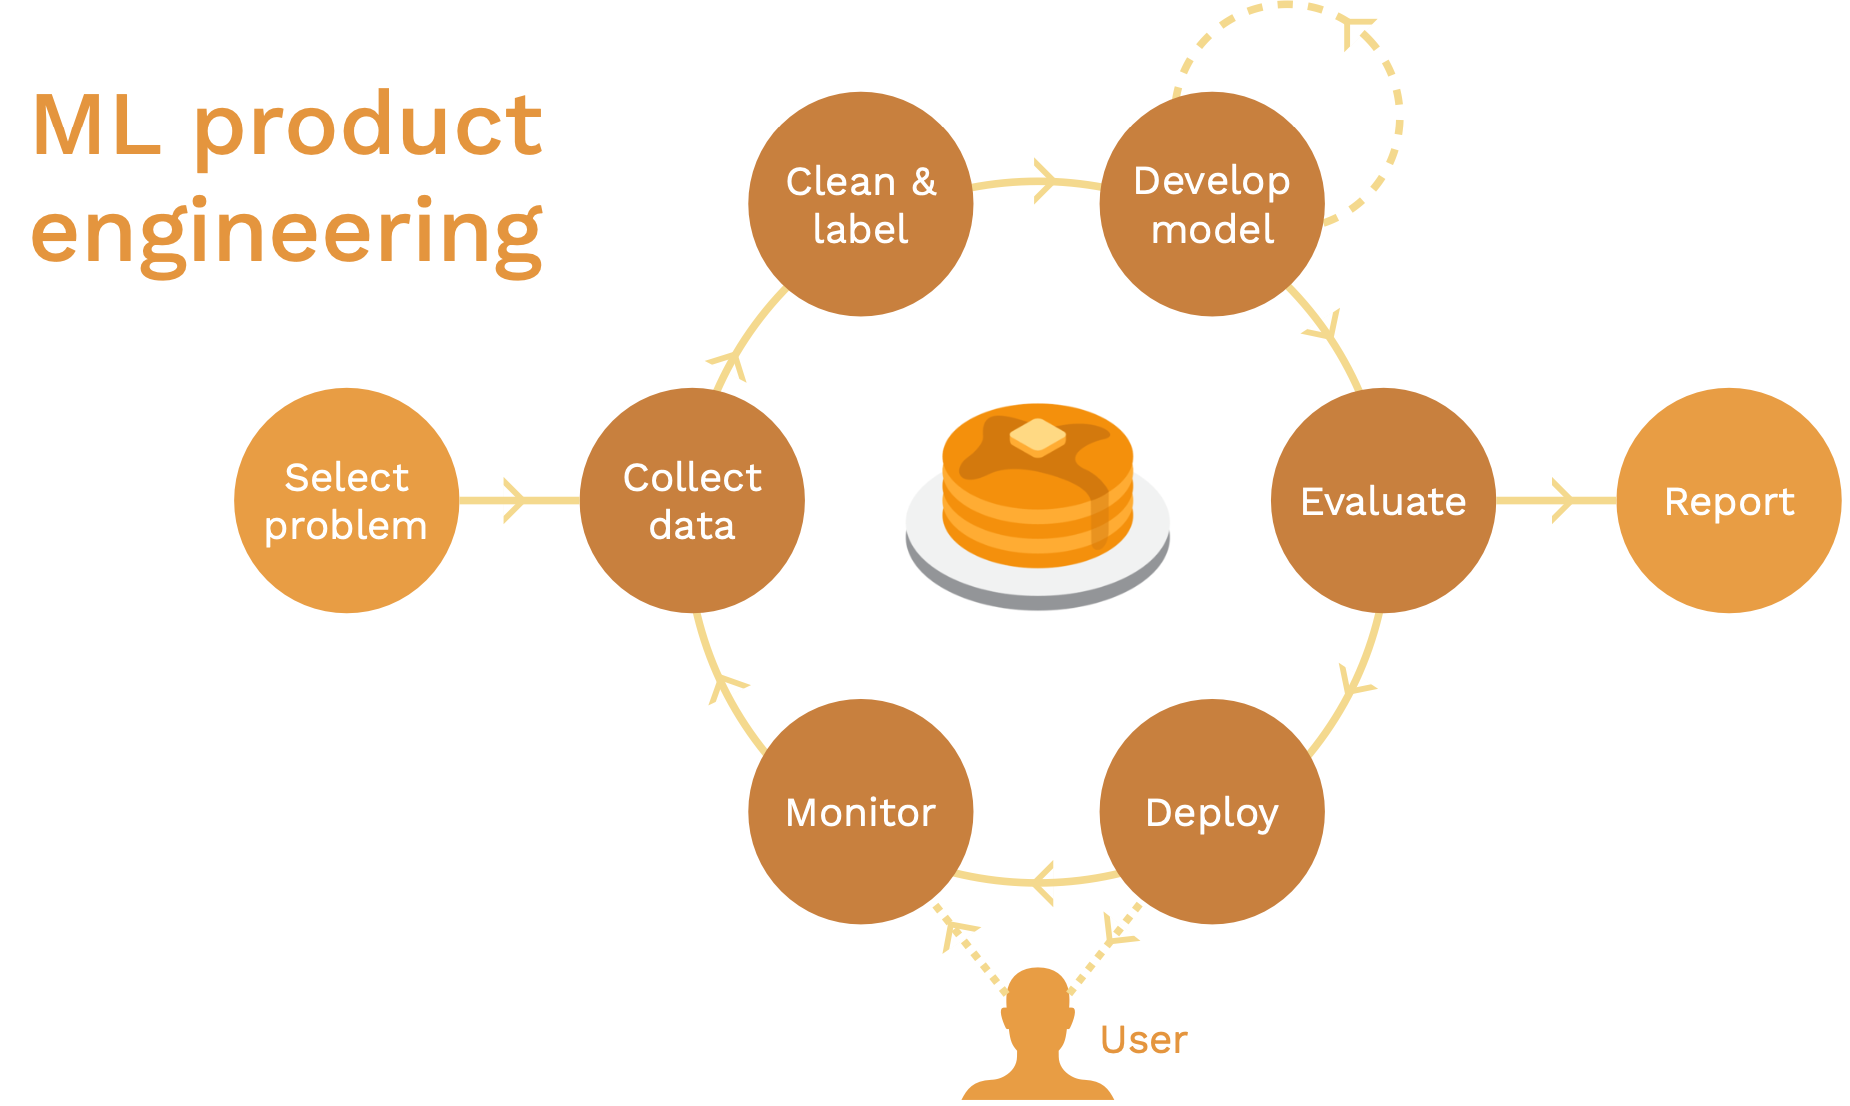 ML product
engineering
Clean &
label
Develop
model
Select
problem
Collect
data
Evaluate
Report
Monitor
Deploy
User